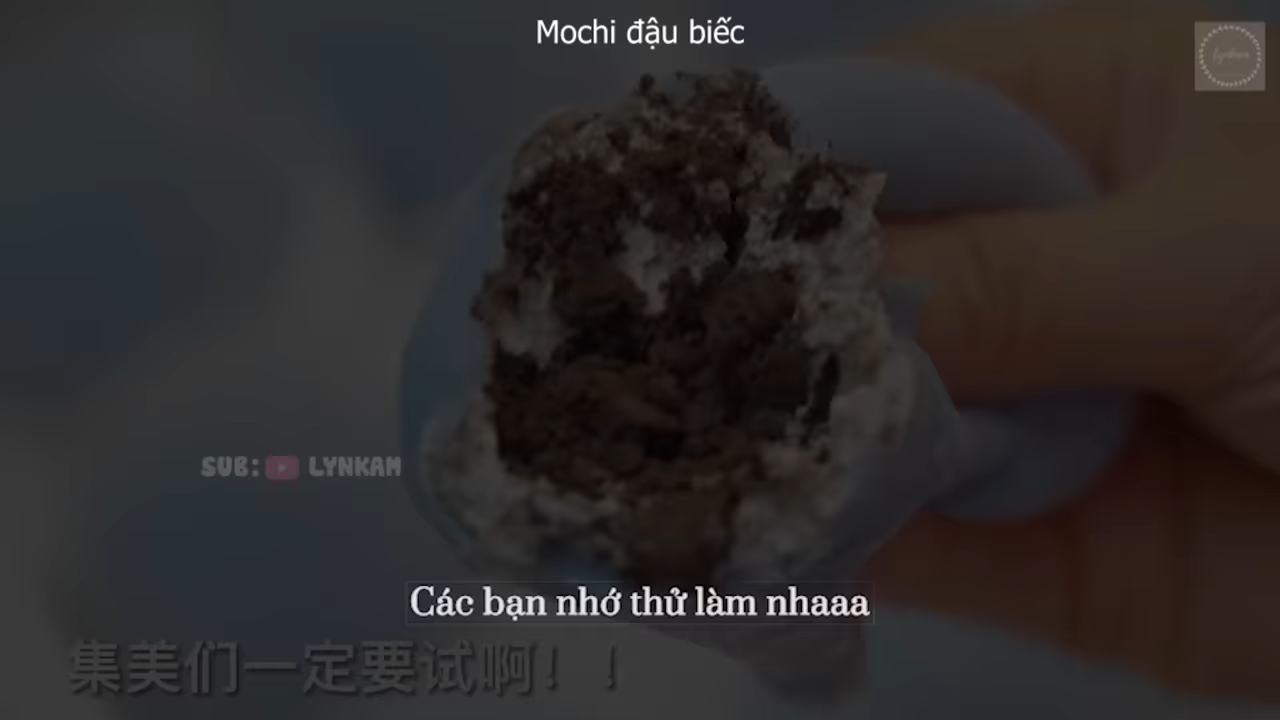 Mochi đậu biếc
SUB: LYNKAM
Các bạn nhớ thử làm nhaaa
集美们一定要试啊！！